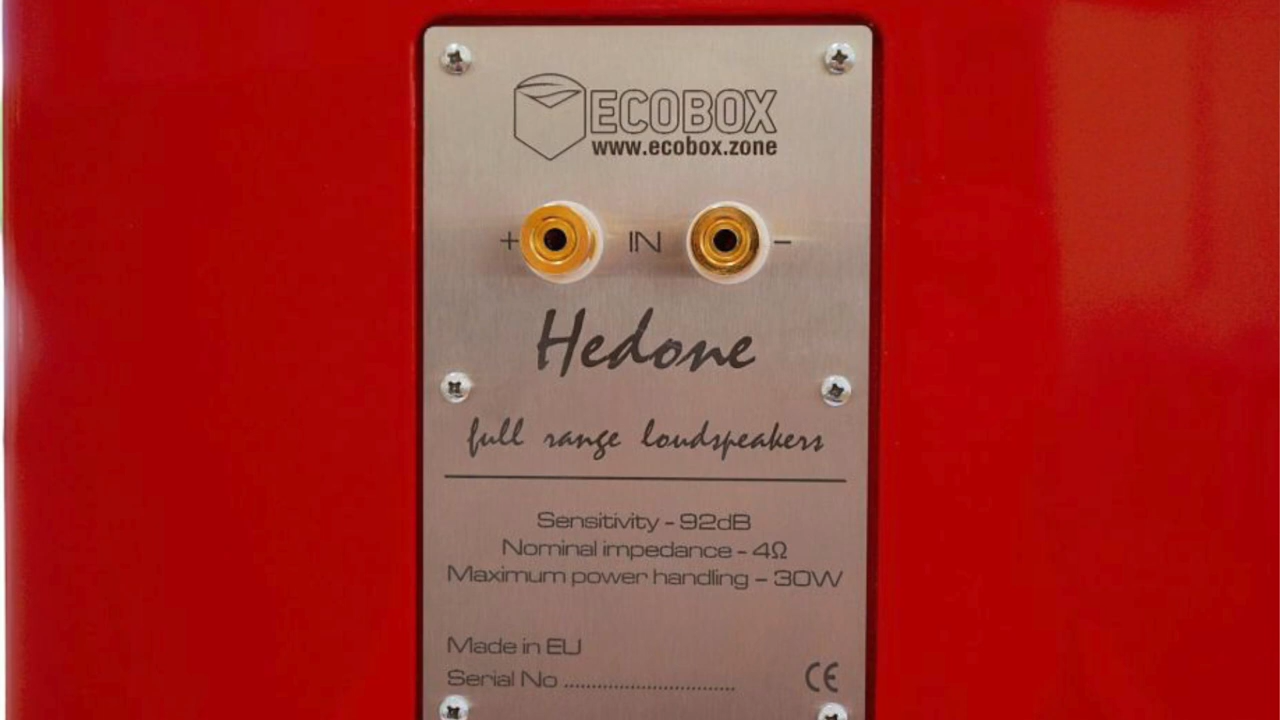 ECOBOX
www.ecobox.zone
+ IN –
Hedone
full range loudspeakers
Sensitivity - 92dB
Nominal impedance - 4Ω
Maximum power handling - 30W
Made in EU
Serial No ............................... CE